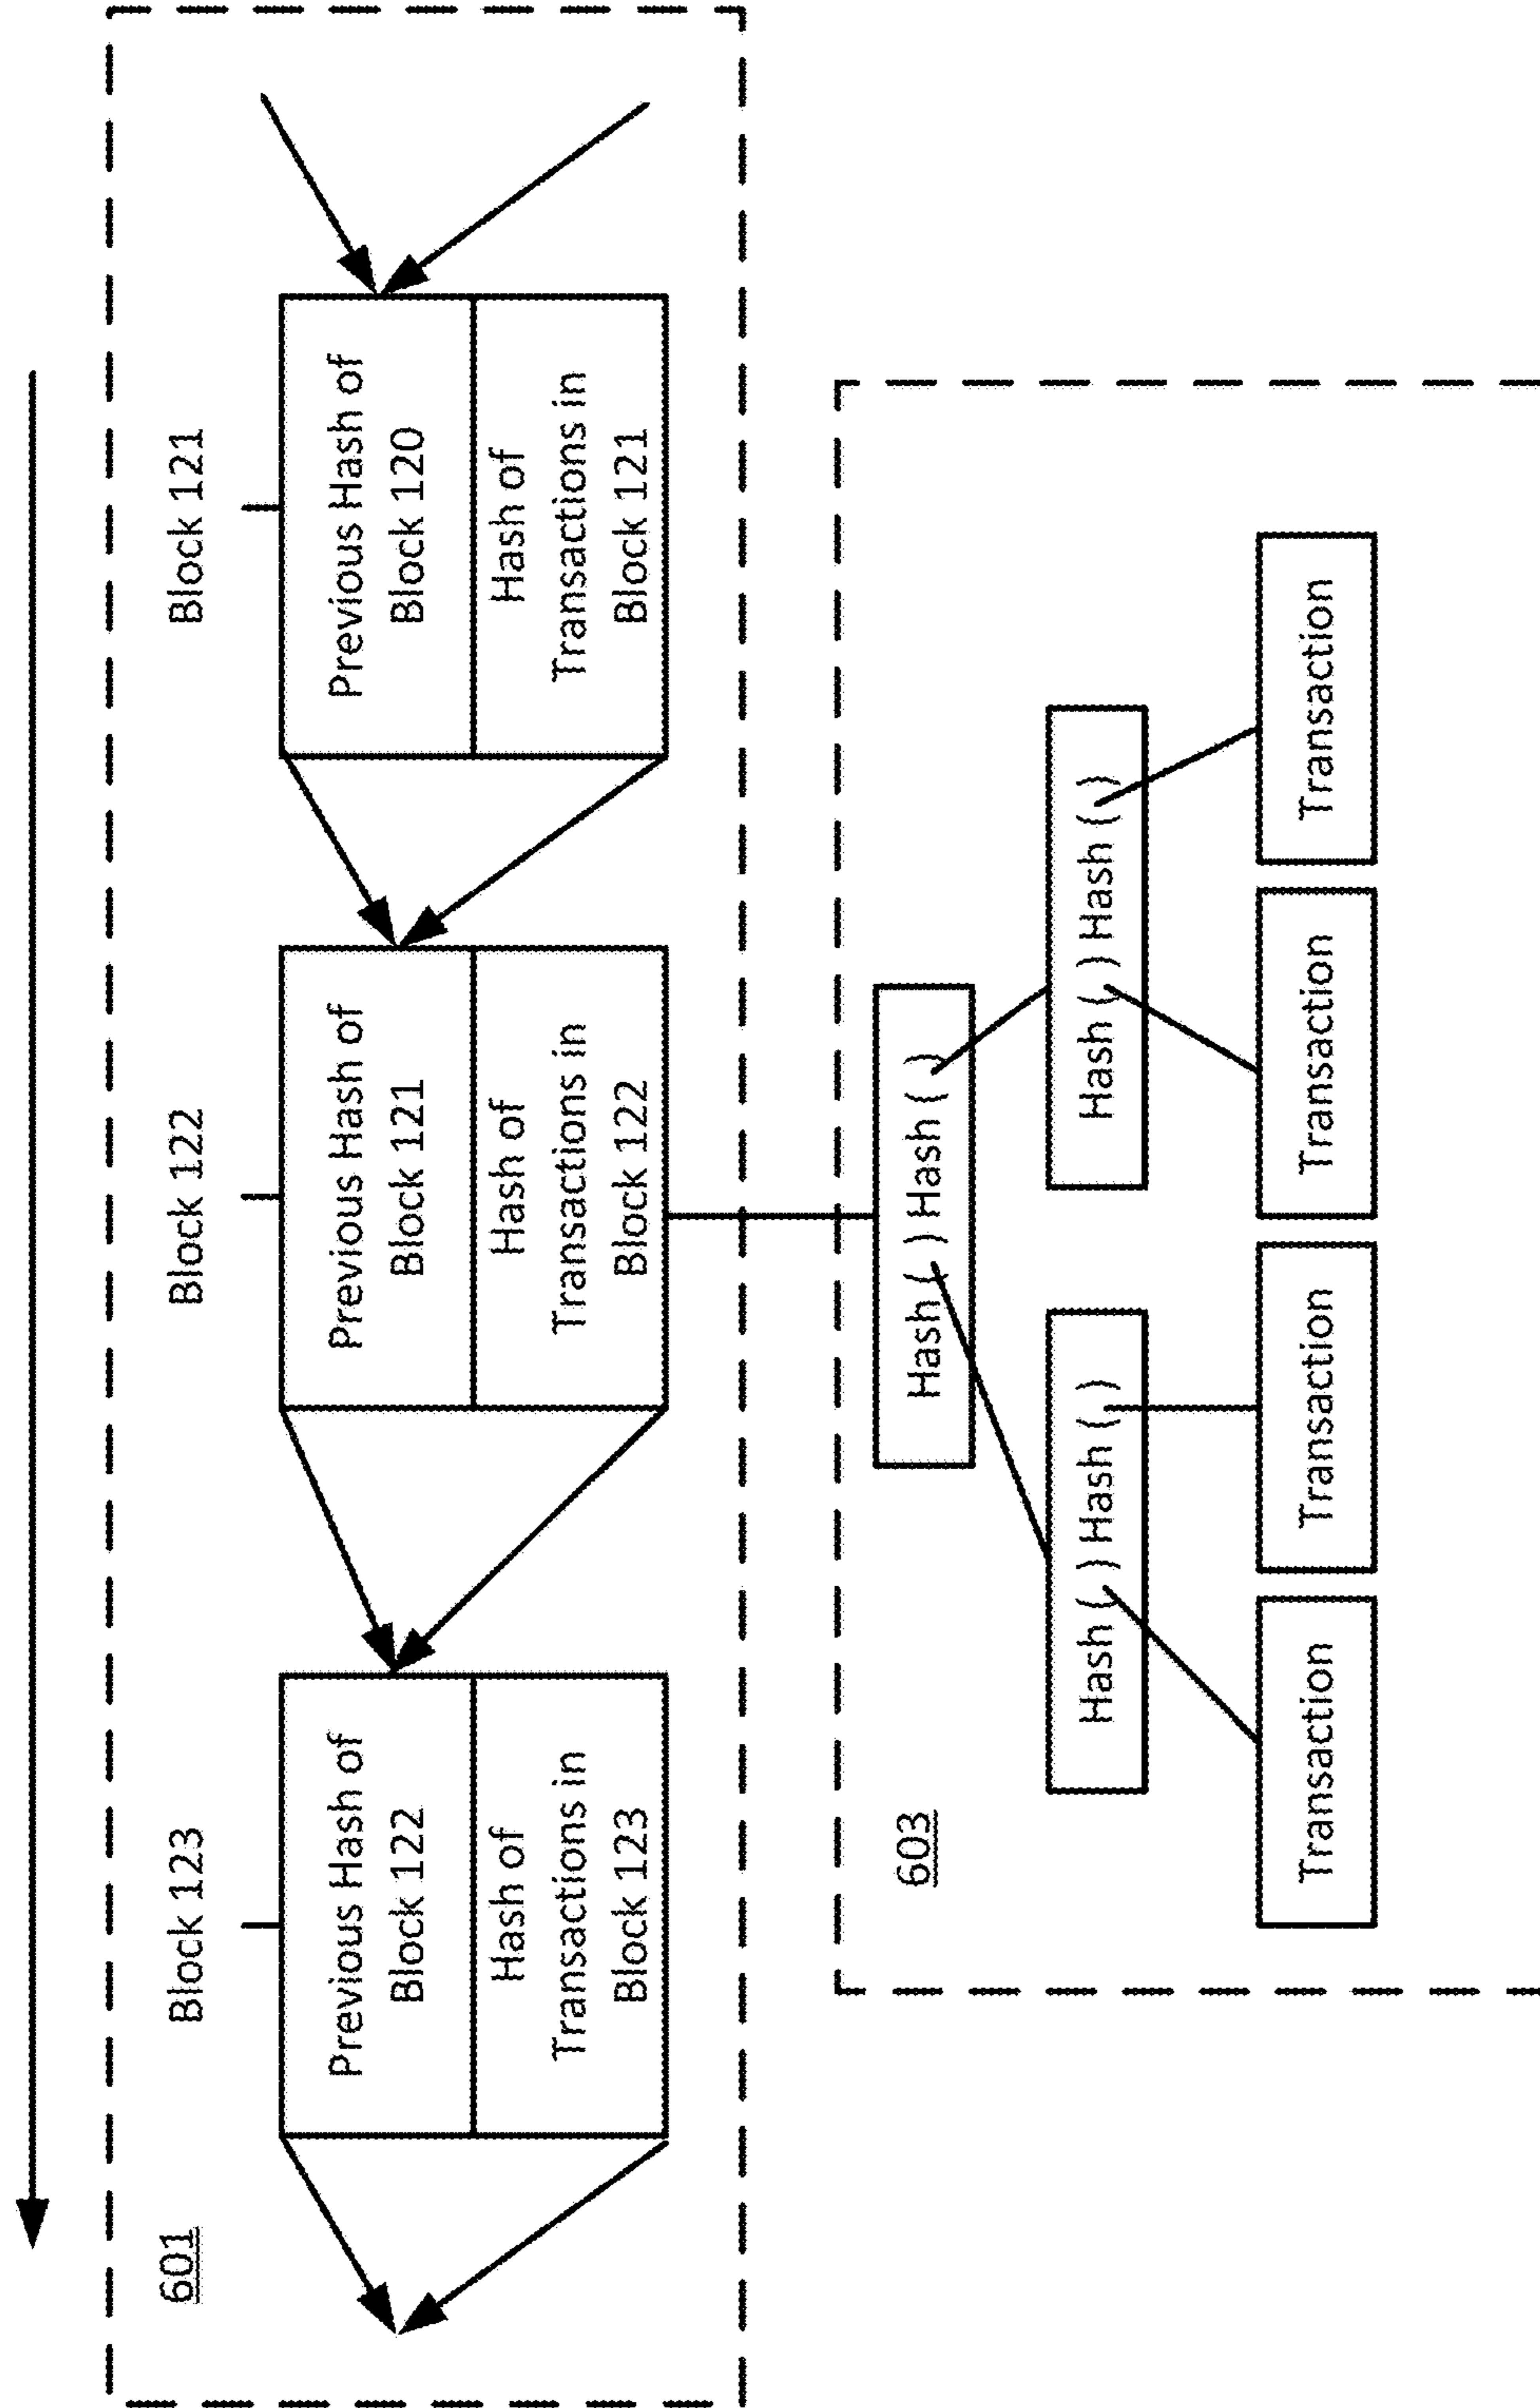 601
Block 123
Block 122
Block 121
Previous Hash of
Block 122
Hash of
Transactions in
Block 123
Previous Hash of
Block 121
Hash of
Transactions in
Block 122
Previous Hash of
Block 120
Hash of
Transactions in
Block 121
603
Hash ( ) Hash ( )
Hash ( ) Hash ( )
Hash ( ) Hash ( )
Transaction
Transaction
Transaction
Transaction